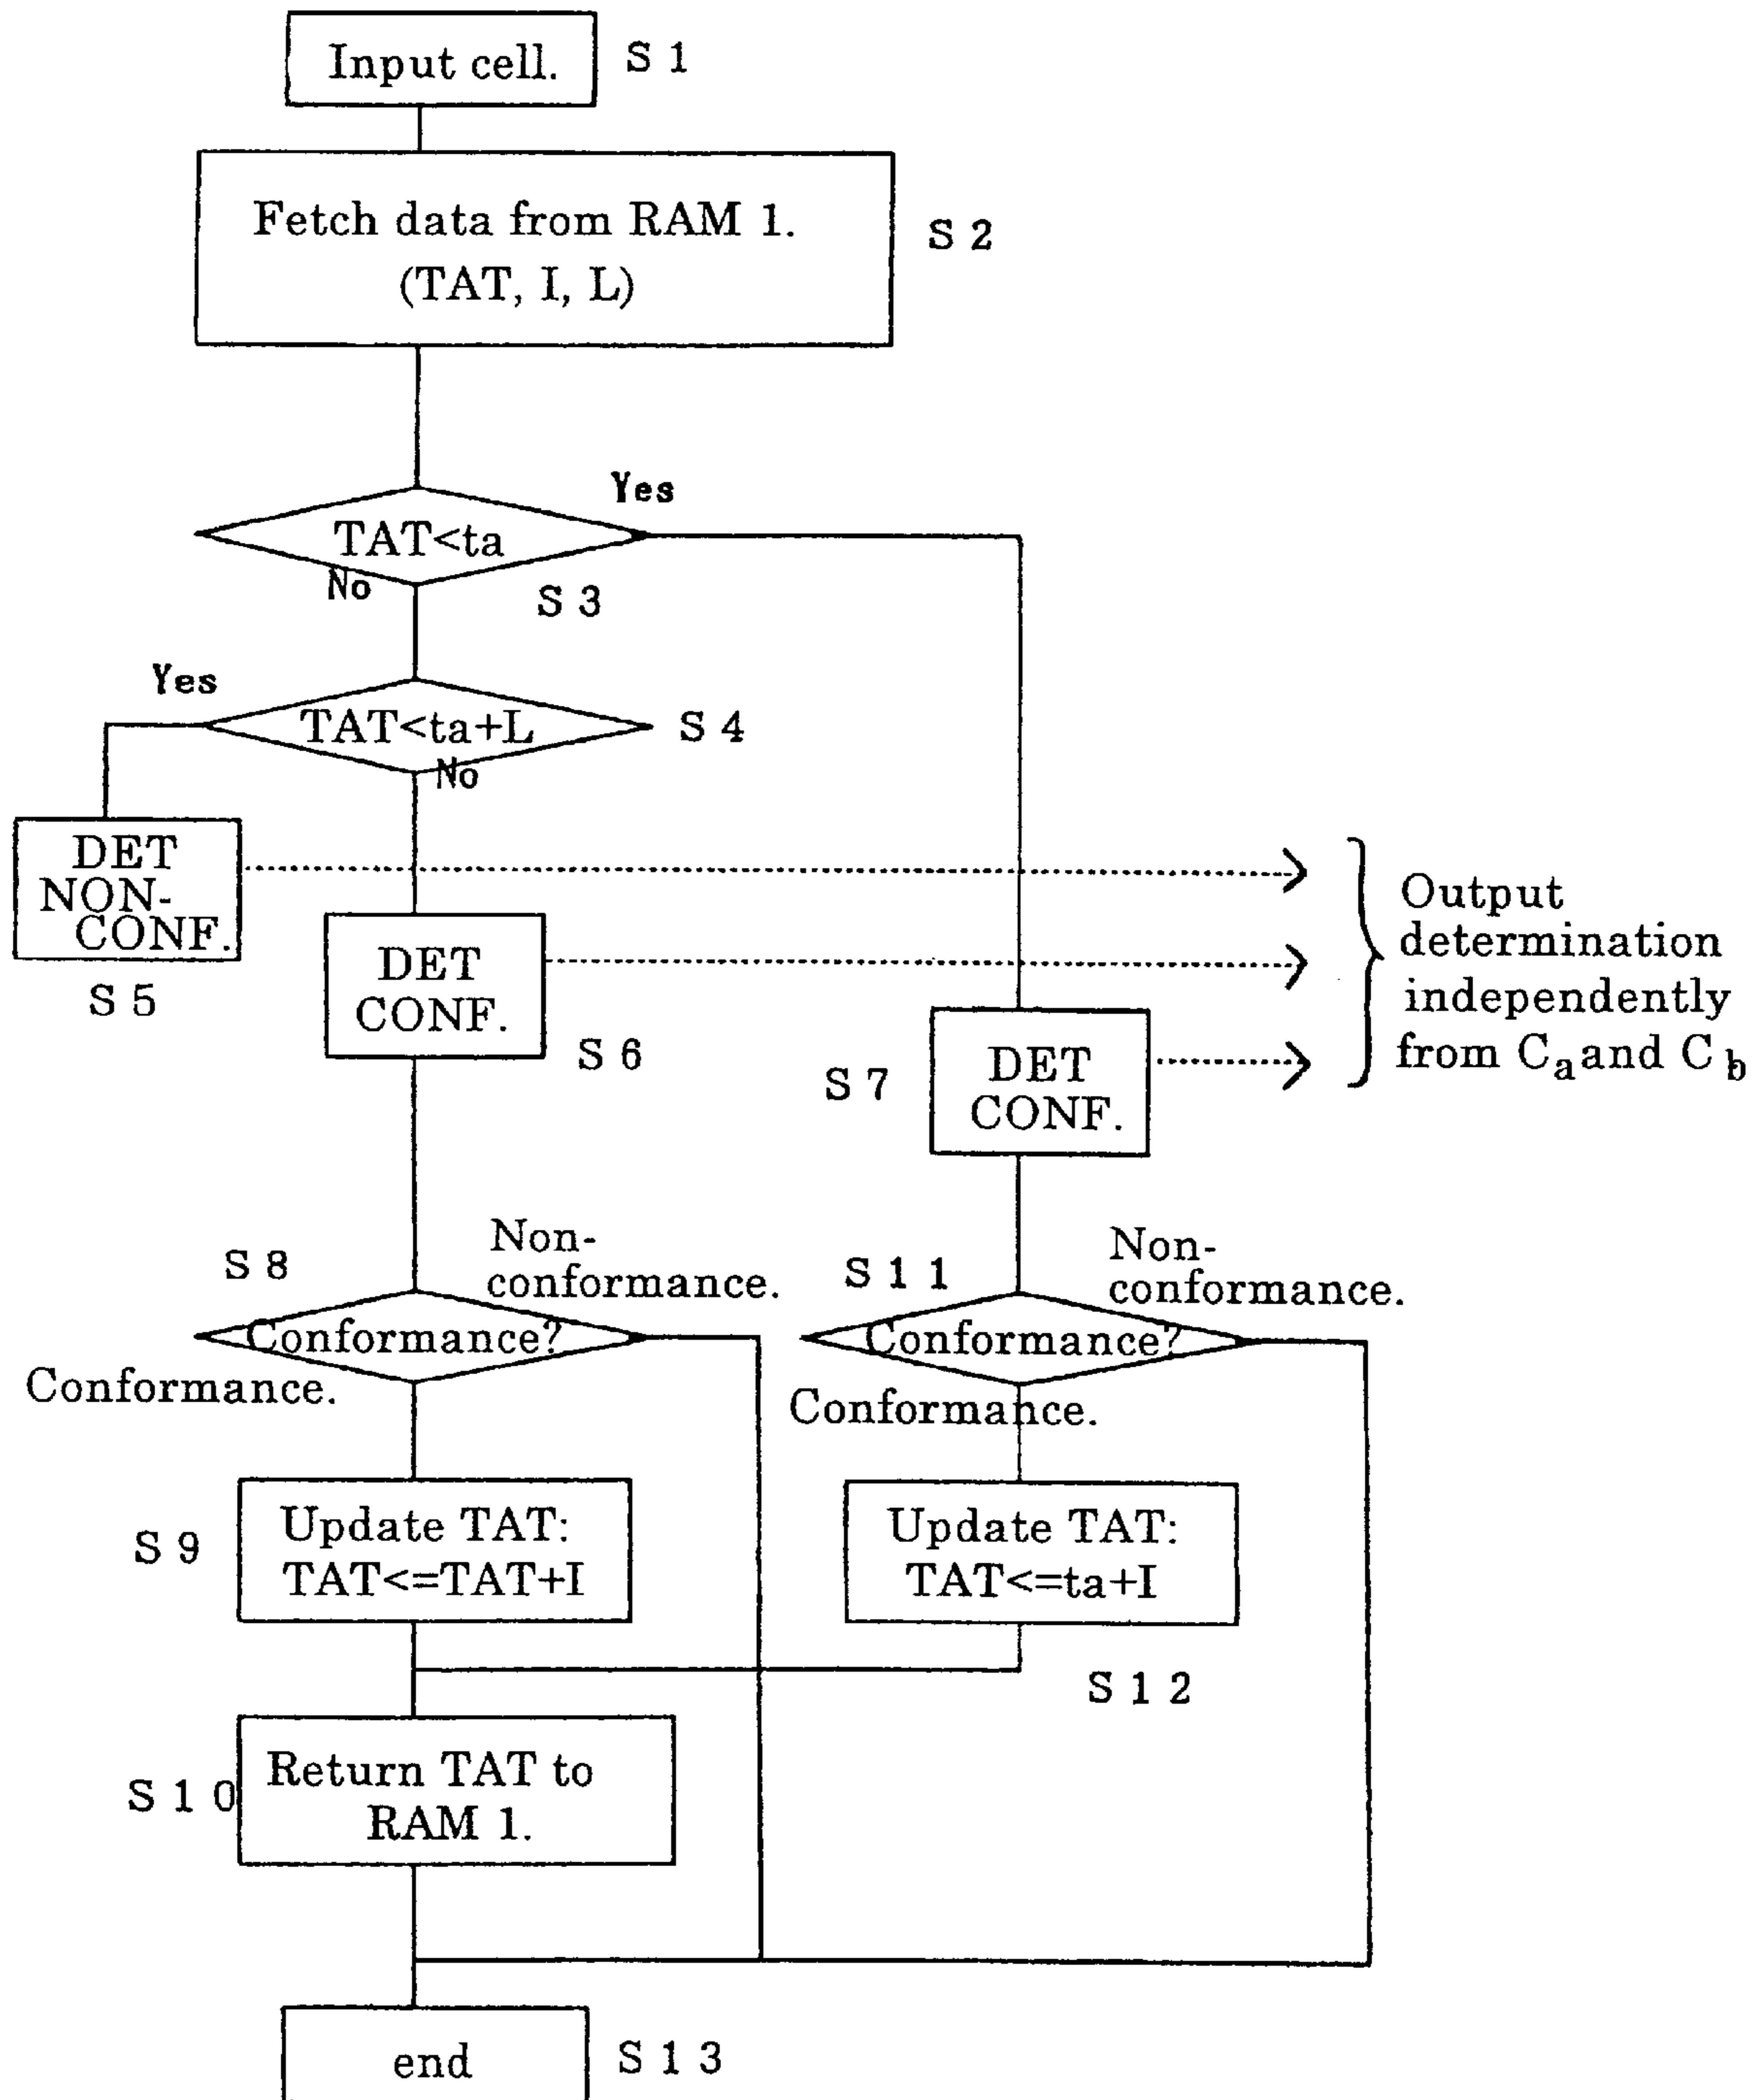 Input cell.
S 1
Fetch data from RAM 1.
(TAT, I, L)
S 2
Yes
TAT<ta
No
S 3
Yes
TAT<ta+L
S 4
No
DET
NON-
CONF.
S 5
DET
CONF.
S 6
S 7
DET
CONF.
Output
determination
independently
from Ca and Cb
S 8
Non-
conformance.
Conformance?
Conformance.
S 1 1
Non-
conformance.
Conformance?
Conformance.
S 9
Update TAT:
TAT<=TAT+I
Update TAT:
TAT<=ta+I
S 1 2
S 1 0
Return TAT to
RAM 1.
end
S 1 3